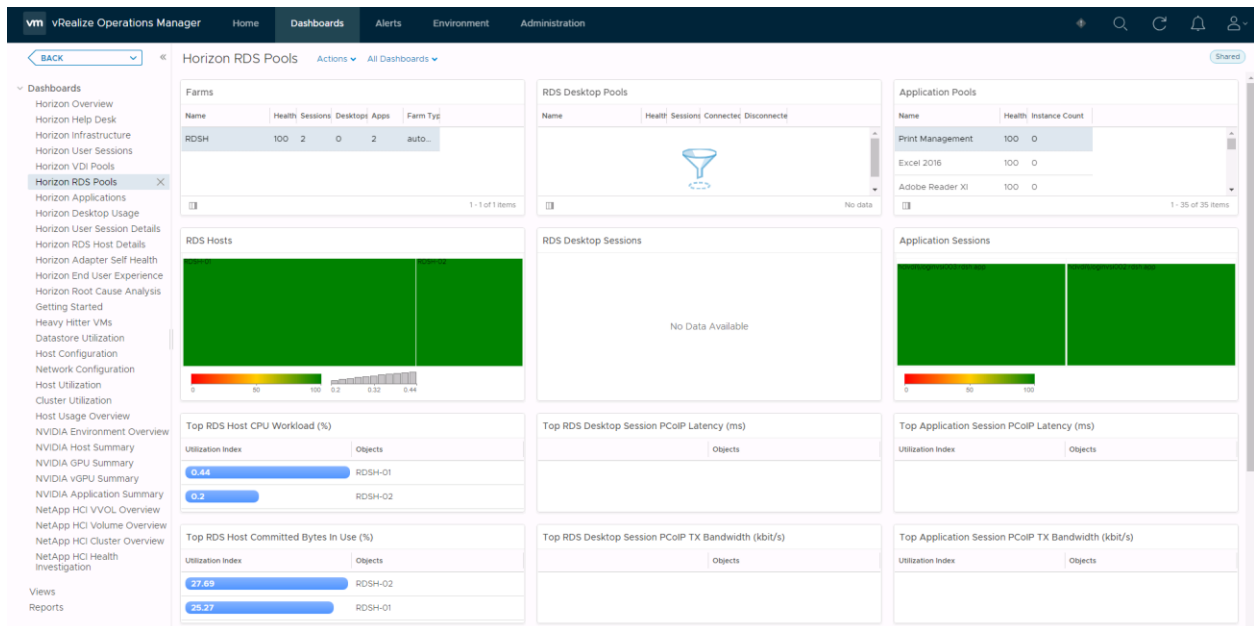 vm vRealize Operations Manager Home Dashboards Alerts Environment Administration
BACK
Horizon RDS Pools Actions All Dashboards Shared
Dashboards
Horizon Overview
Horizon Help Desk
Horizon Infrastructure
Horizon User Sessions
Horizon VDI Pools
Horizon RDS Pools
Horizon Applications
Horizon Desktop Usage
Horizon User Session Details
Horizon RDS Host Details
Horizon Adapter Self Health
Horizon End User Experience
Horizon Root Cause Analysis
Getting Started
Heavy Hitter VMs
Datastore Utilization
Host Configuration
Network Configuration
Host Utilization
Cluster Utilization
Host Usage Overview
NVIDIA Environment Overview
NVIDIA Host Summary
NVIDIA GPU Summary
NVIDIA vGPU Summary
NVIDIA Application Summary
NetApp HCI VVOL Overview
NetApp HCI Volume Overview
NetApp HCI Cluster Overview
NetApp HCI Health
Investigation
Views
Reports
Farms
Name Health Sessions Desktops Apps Farm Typ
RDSH 100 2 0 2 auto...
1 - 1 of 1 items
RDS Desktop Pools
Name Health Sessions Connected Disconnecte
No data
Application Pools
Name Health Instance Count
Print Management 100 0
Excel 2016 100 0
Adobe Reader XI 100 0
1 - 35 of 35 items
RDS Hosts
RDSH-01 RDSH-02
0 50 100 0.2 0.32 0.44
RDS Desktop Sessions
No Data Available
Application Sessions
0 50 100
Top RDS Host CPU Workload (%)
Utilization Index Objects
0.44 RDSH-01
0.2 RDSH-02
Top RDS Desktop Session PCoIP Latency (ms)
Objects
Top Application Session PCoIP Latency (ms)
Utilization Index Objects
Top RDS Host Committed Bytes In Use (%)
Utilization Index Objects
27.69 RDSH-02
25.27 RDSH-01
Top RDS Desktop Session PCoIP TX Bandwidth (kbit/s)
Objects
Top Application Session PCoIP TX Bandwidth (kbit/s)
Utilization Index Objects